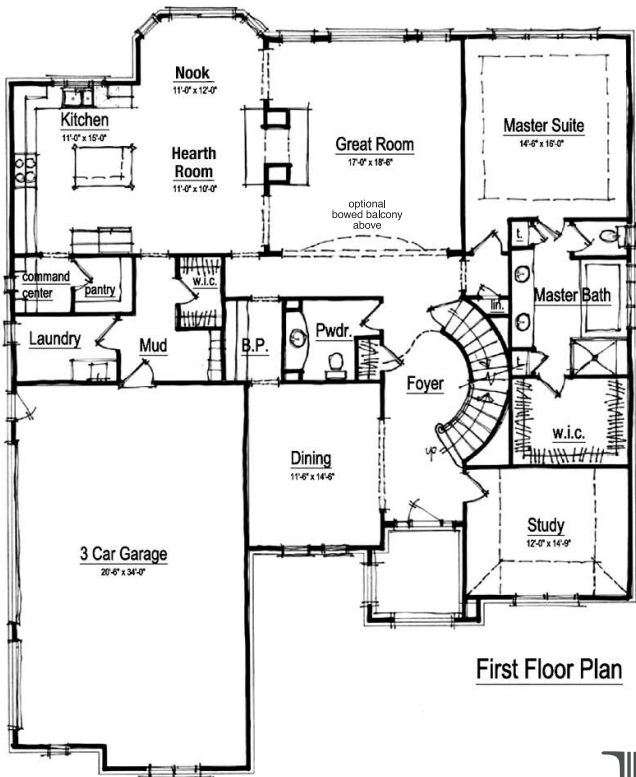 Nook
11'-0" x 12'-0"
Kitchen
11'-0" x 15'-0"
Hearth
Room
11'-0" x 10'-0"
Great Room
17'-0" x 18'-6"
optional
bowed balcony
above
Master Suite
14'-6" x 16'-0"
t.
command
center
pantry
w.i.c.
lin.
Master Bath
Laundry
Mud
B.P.
Pwdr.
Foyer
t.
w.i.c.
up
Dining
11'-6" x 14'-6"
Study
12'-0" x 14'-9"
3 Car Garage
20'-6" x 34'-0"
First Floor Plan